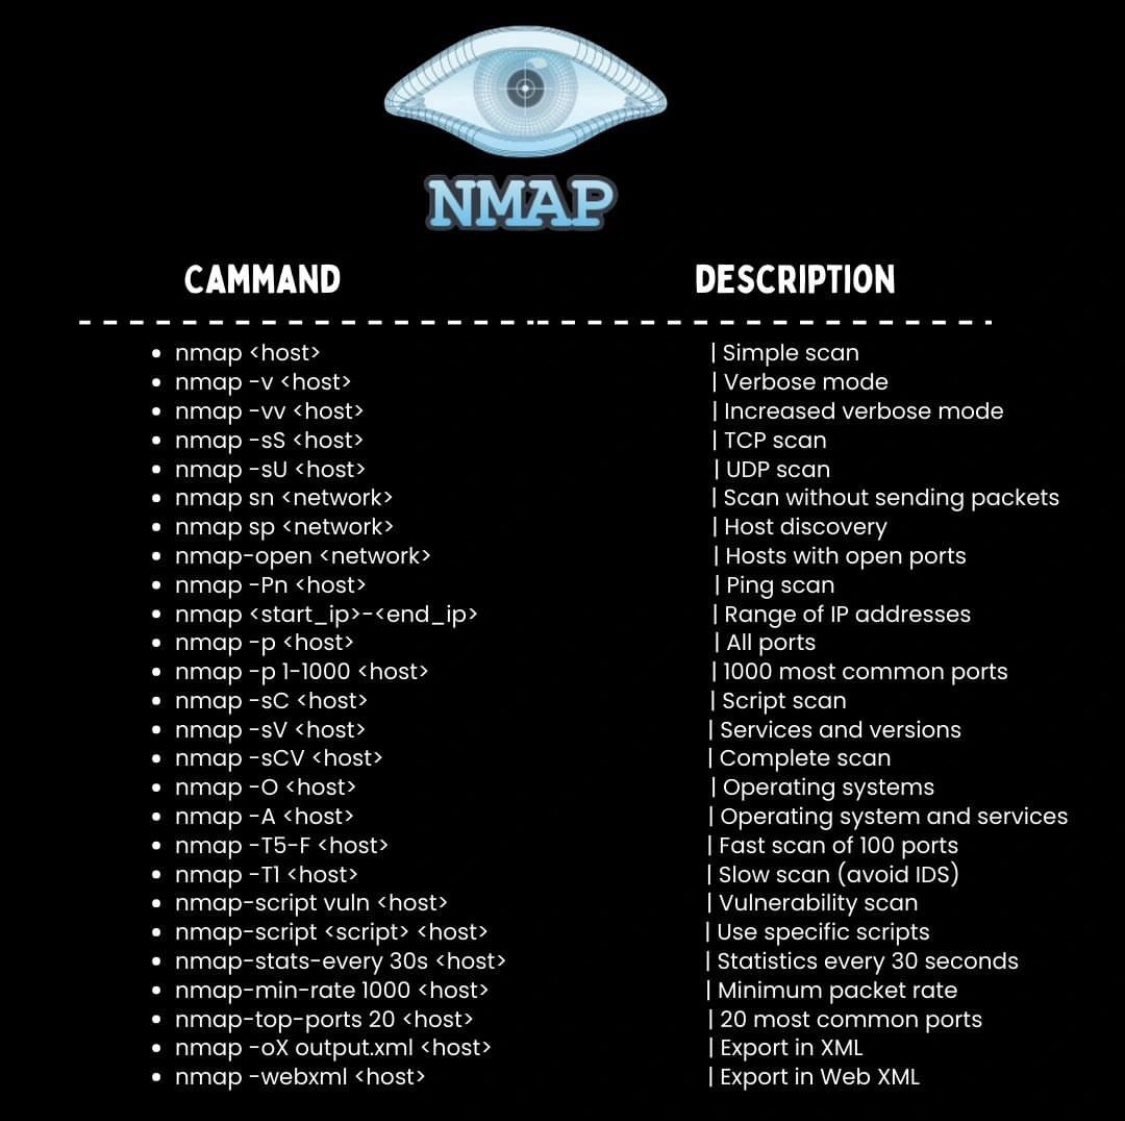 NMAP
CAMMAND DESCRIPTION
• nmap <host> | Simple scan
• nmap -v <host> | Verbose mode
• nmap -vv <host> | Increased verbose mode
• nmap -sS <host> | TCP scan
• nmap -sU <host> | UDP scan
• nmap sn <network> | Scan without sending packets
• nmap sp <network> | Host discovery
• nmap-open <network> | Hosts with open ports
• nmap -Pn <host> | Ping scan
• nmap <start_ip>-<end_ip> | Range of IP addresses
• nmap -p <host> | All ports
• nmap -p 1-1000 <host> | 1000 most common ports
• nmap -sC <host> | Script scan
• nmap -sV <host> | Services and versions
• nmap -sCV <host> | Complete scan
• nmap -O <host> | Operating systems
• nmap -A <host> | Operating system and services
• nmap -T5-F <host> | Fast scan of 100 ports
• nmap -T1 <host> | Slow scan (avoid IDS)
• nmap-script vuln <host> | Vulnerability scan
• nmap-script <script> <host> | Use specific scripts
• nmap-stats-every 30s <host> | Statistics every 30 seconds
• nmap-min-rate 1000 <host> | Minimum packet rate
• nmap-top-ports 20 <host> | 20 most common ports
• nmap -oX output.xml <host> | Export in XML
• nmap -webxml <host> | Export in Web XML